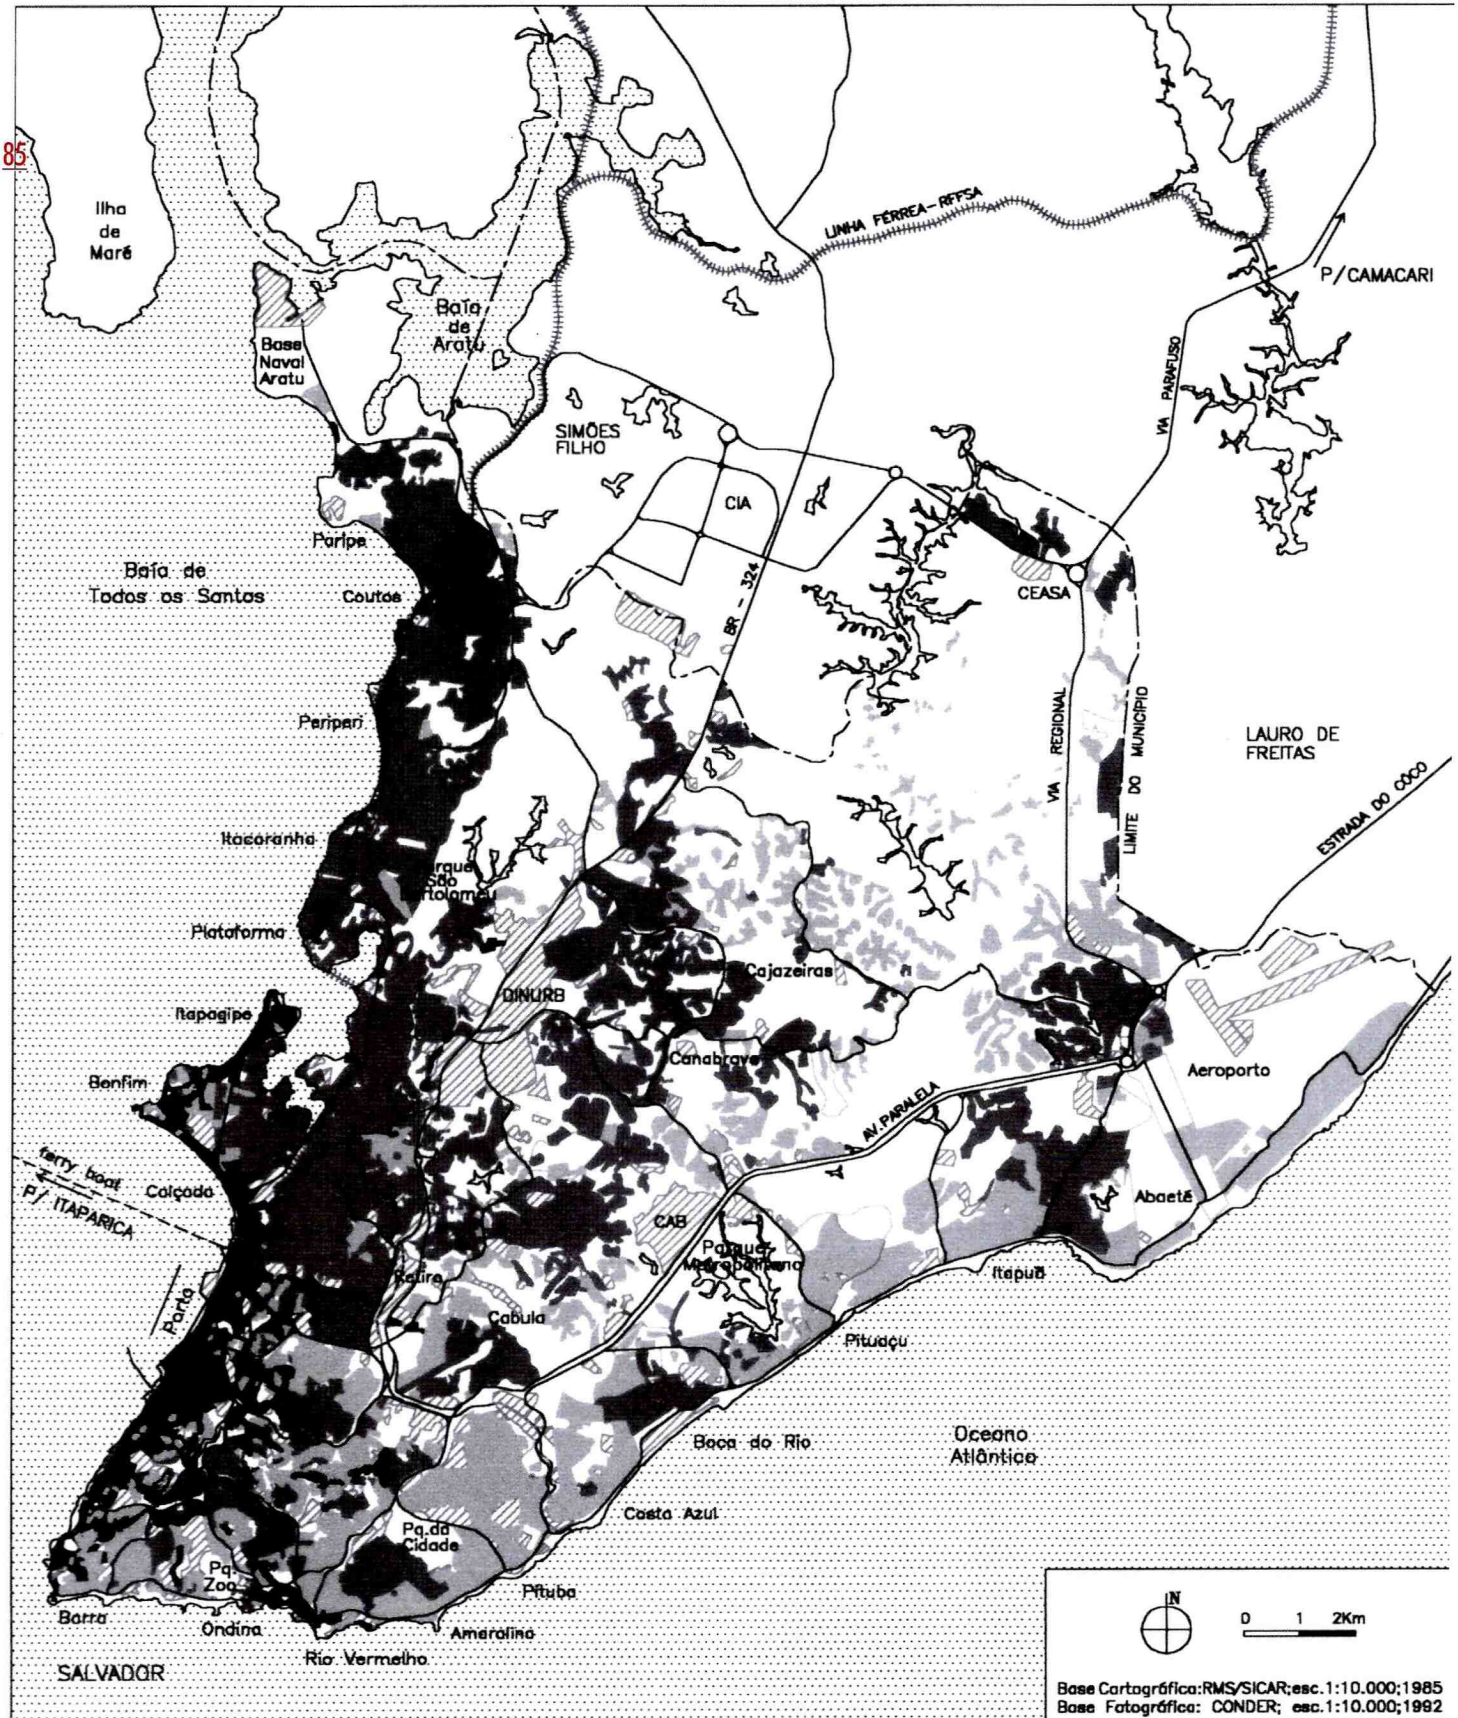 85
Ilha
de
Maré
LINHA FÉRREA-RFFSA
P/CAMACARI
Baía
de
Aratu
Base
Naval
Aratu
VIA PARAFUSO
SIMÕES
FILHO
CIA
Paripe
BR - 324
Baía de
Todos os Santos
Coutos
CEASA
Periperi
VIA REGIONAL
LIMITE DO MUNICÍPIO
LAURO DE
FREITAS
ESTRADA DO COCO
Itacaranha
São
Plataforma
Cajazeiras
DINURB
Itapagipe
Canabrava
Bonfim
Aeroporto
AV.PARALELA
ferry boat
P/ ITAPARICA
Calçada
Abaeté
CAB
Parque
Metropolitano
Retiro
Itapuã
Porto
Cabula
Pituaçu
Boca do Rio
Oceano
Atlântico
Costa Azul
Pq.da
Cidade
Pq.
Zoo
Pituba
Barra
Ondina
Amaralina
Rio Vermelho
SALVADOR
N
0 1 2Km
Base Cartográfica:RMS/SICAR;esc.1:10.000;1985
Base Fotográfica: CONDER; esc.1:10.000;1992